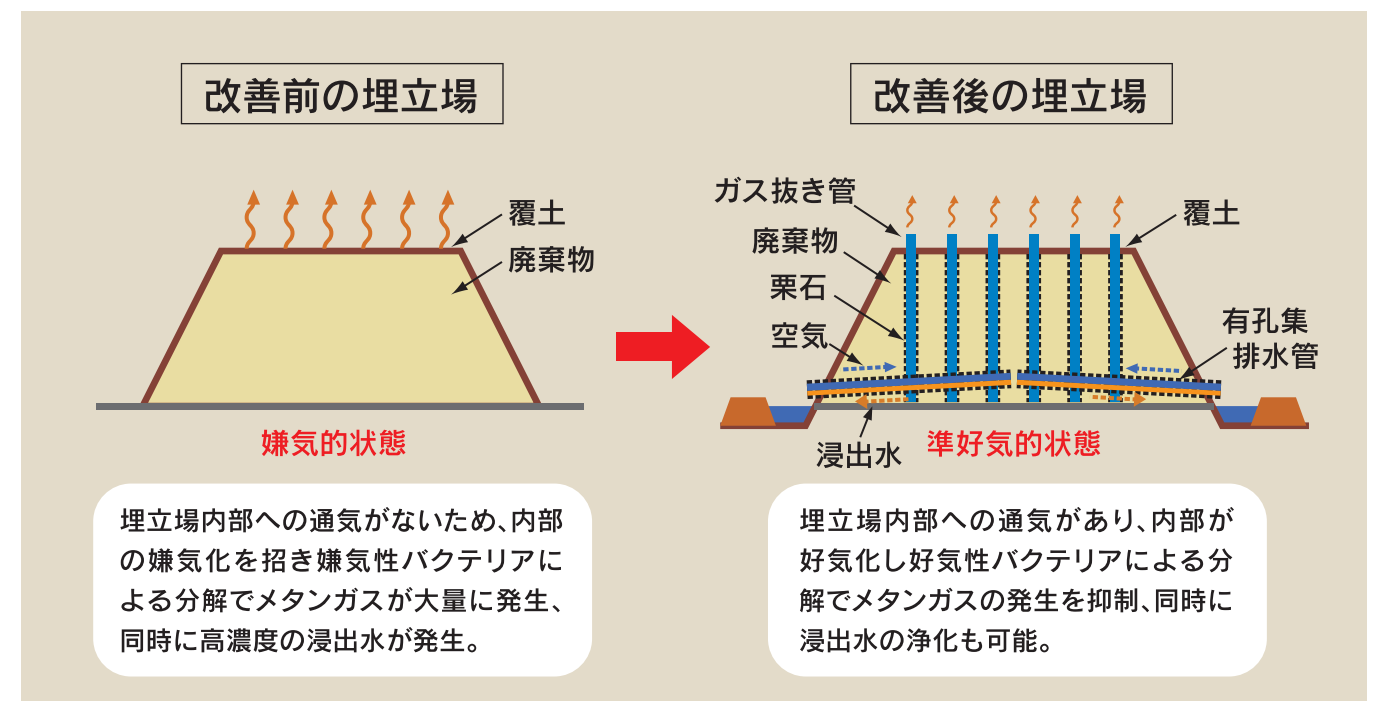 改善前の埋立場
覆土
廃棄物
嫌気的状態
埋立場内部への通気がないため、内部
の嫌気化を招き嫌気性バクテリアに
よる分解でメタンガスが大量に発生、
同時に高濃度の浸出水が発生。
改善後の埋立場
ガス抜き管
廃棄物
栗石
空気
覆土
有孔集
排水管
浸出水
準好気的状態
埋立場内部への通気があり、内部が
好気化し好気性バクテリアによる分
解でメタンガスの発生を抑制、同時に
浸出水の浄化も可能。